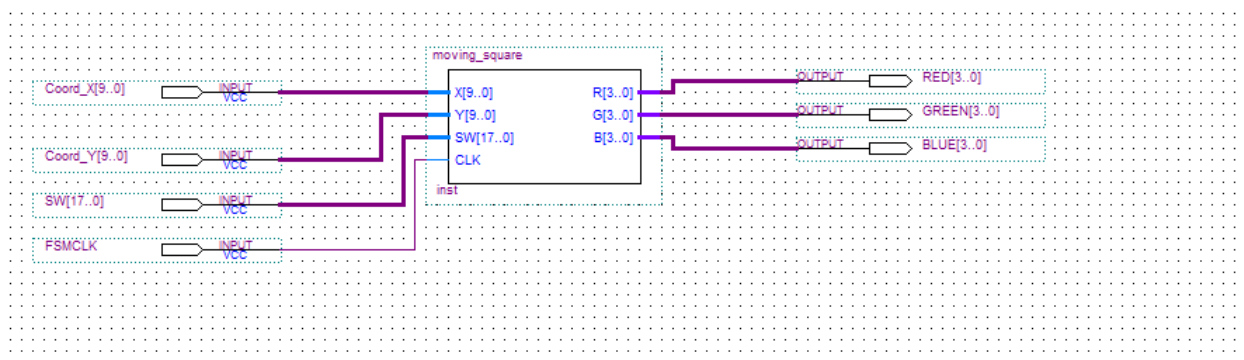 moving_square
Coord_X[9..0] INPUT VCC
X[9..0] R[3..0]
OUTPUT RED[3..0]
Y[9..0] G[3..0]
OUTPUT GREEN[3..0]
SW[17..0] B[3..0]
OUTPUT BLUE[3..0]
Coord_Y[9..0] INPUT VCC
CLK
inst
SW[17..0] INPUT VCC
FSMCLK INPUT VCC